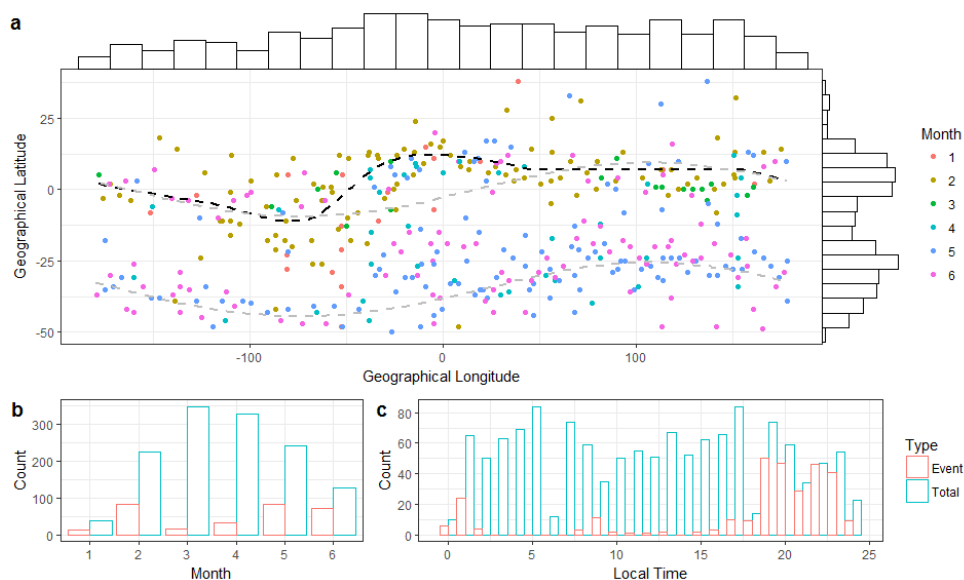 a
Geographical Latitude
25
0
-25
-50
-100
0
100
Geographical Longitude
Month
1
2
3
4
5
6
b
Count
300
200
100
0
1 2 3 4 5 6
Month
c
Count
80
60
40
20
0
0 5 10 15 20 25
Local Time
Type
Event
Total